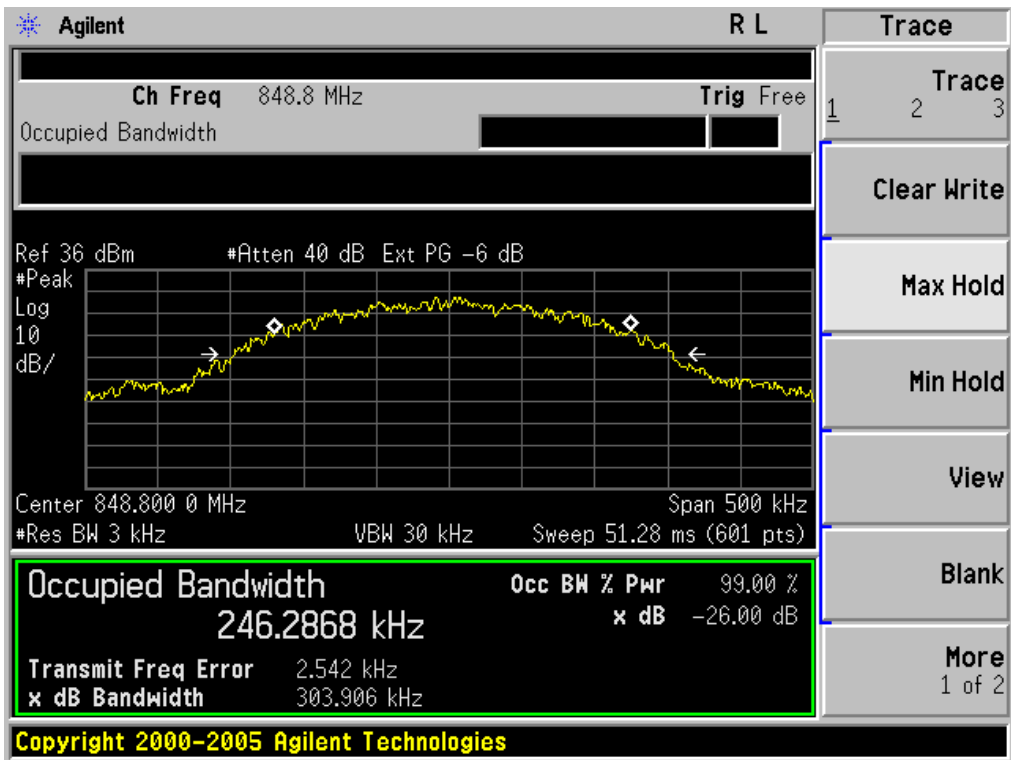 Agilent R L Trace
Ch Freq 848.8 MHz Trig Free
Occupied Bandwidth
Trace
1 2 3
Clear Write
Max Hold
Min Hold
View
Blank
More
1 of 2
Ref 36 dBm #Atten 40 dB Ext PG -6 dB
#Peak
Log
10
dB/
Center 848.800 0 MHz Span 500 kHz
#Res BW 3 kHz VBW 30 kHz Sweep 51.28 ms (601 pts)
Occupied Bandwidth Occ BW % Pwr 99.00 %
246.2868 kHz x dB -26.00 dB
Transmit Freq Error 2.542 kHz
x dB Bandwidth 303.906 kHz
Copyright 2000-2005 Agilent Technologies